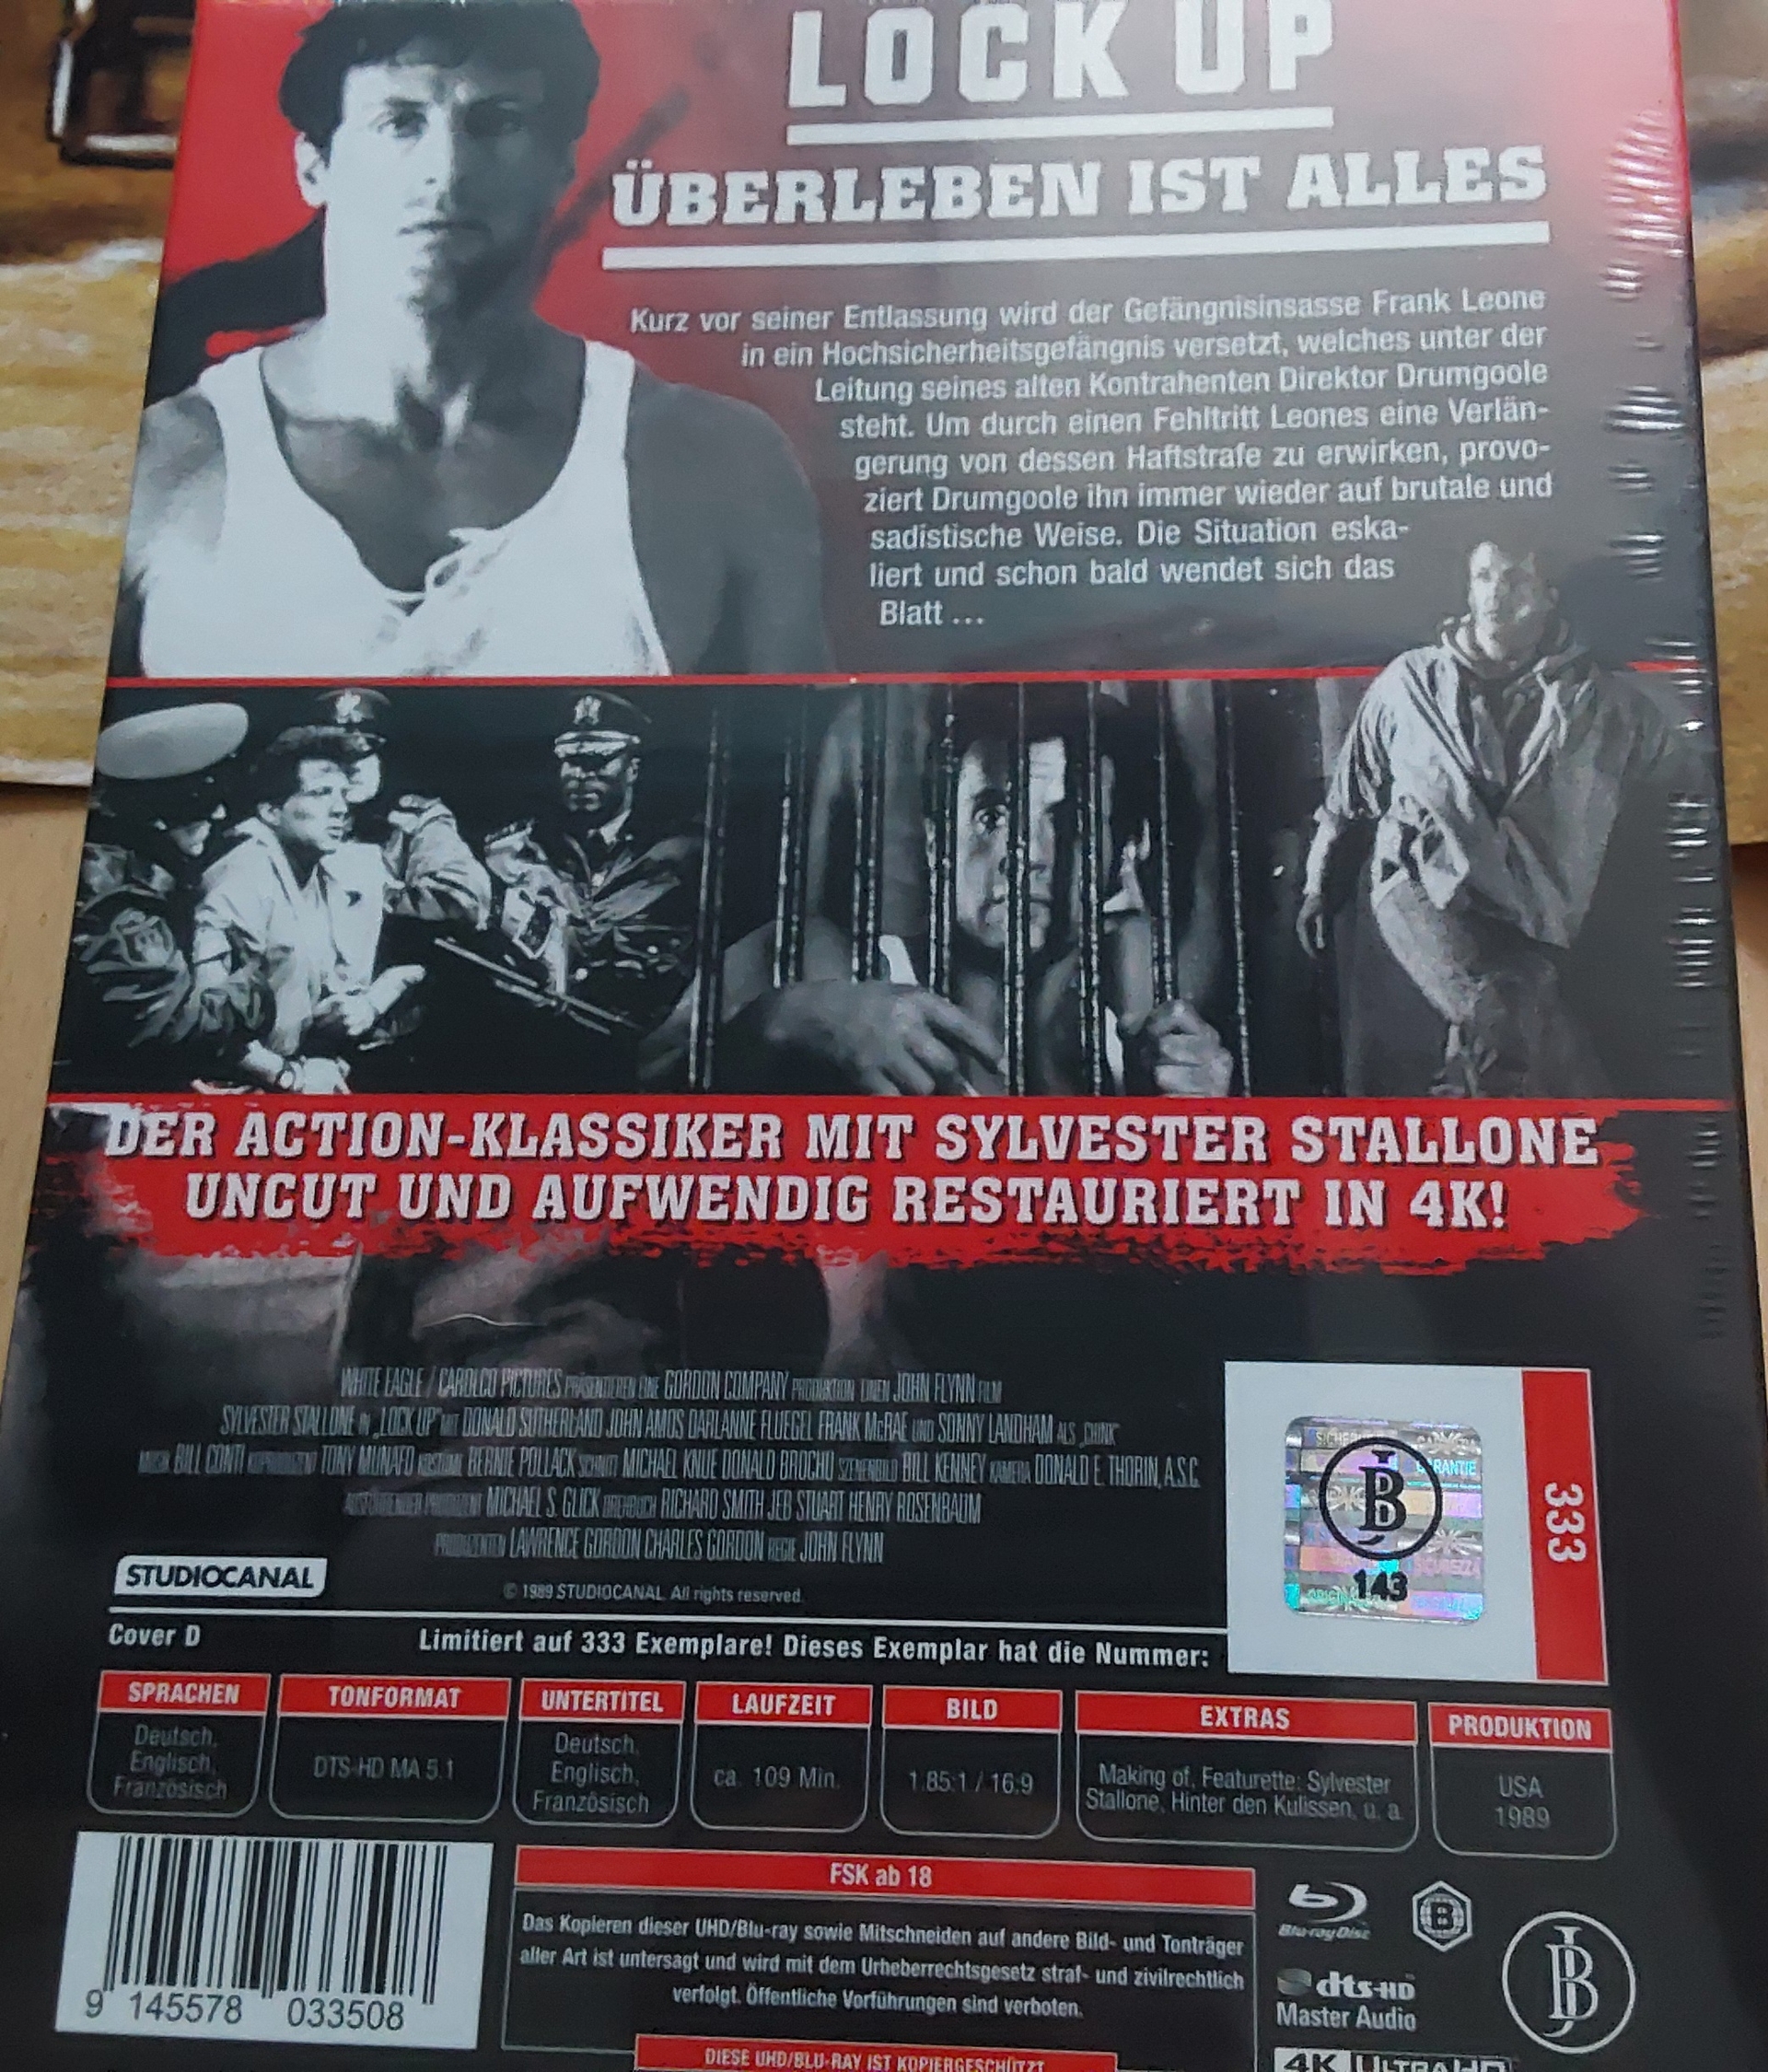 LOCK UP
ÜBERLEBEN IST ALLES
Kurz vor seiner Entlassung wird der Gefängnisinsasse Frank Leone
in ein Hochsicherheitsgefängnis versetzt, welches unter der
Leitung seines alten Kontrahenten Direktor Drumgoole
steht. Um durch einen Fehltritt Leones eine Verlän-
gerung von dessen Haftstrafe zu erwirken, provo-
ziert Drumgoole ihn immer wieder auf brutale und
sadistische Weise. Die Situation eska-
liert und schon bald wendet sich das
Blatt ...
DER ACTION-KLASSIKER MIT SYLVESTER STALLONE
UNCUT UND AUFWENDIG RESTAURIERT IN 4K!
WHITE EAGLE / CAROLCO PICTURES PRÄSENTIEREN EINE GORDON COMPANY PRODUKTION EINEN JOHN FLYNN FILM
SYLVESTER STALLONE IN „LOCK UP" MIT DONALD SUTHERLAND JOHN AMOS DARLANNE FLUEGEL FRANK McRAE UND SONNY LANDHAM ALS „CHINK"
MUSIK BILL CONTI TONY MUNAFO KOSTÜME BERNIE POLLACK SCHNITT MICHAEL KNUE DONALD BROCHU SZENENBILD BILL KENNEY KAMERA DONALD E. THORIN, A.S.C.
AUSFÜHRENDER PRODUZENT MICHAEL S. GLICK DREHBUCH RICHARD SMITH JEB STUART HENRY ROSENBAUM
PRODUZENTEN LAWRENCE GORDON CHARLES GORDON REGIE JOHN FLYNN
STUDIOCANAL
© 1989 STUDIOCANAL. All rights reserved.
GARANTIE
JB
143
333
Cover D
Limitiert auf 333 Exemplare! Dieses Exemplar hat die Nummer:
SPRACHEN
Deutsch,
Englisch,
Französisch
TONFORMAT
DTS-HD MA 5.1
UNTERTITEL
Deutsch,
Englisch,
Französisch
LAUFZEIT
ca. 109 Min.
BILD
1.85:1 / 16:9
EXTRAS
Making of, Featurette: Sylvester
Stallone, Hinter den Kulissen, u. a.
PRODUKTION
USA
1989
9 145578 033508
FSK ab 18
Das Kopieren dieser UHD/Blu-ray sowie Mitschneiden auf andere Bild- und Tonträger
aller Art ist untersagt und wird mit dem Urheberrechtsgesetz straf- und zivilrechtlich
verfolgt. Öffentliche Vorführungen sind verboten.
DIESE UHD/BLU-RAY IST KOPIERGESCHÜTZT
Blu-ray Disc
B
dts-HD
Master Audio
JB
4K ULTRA HD